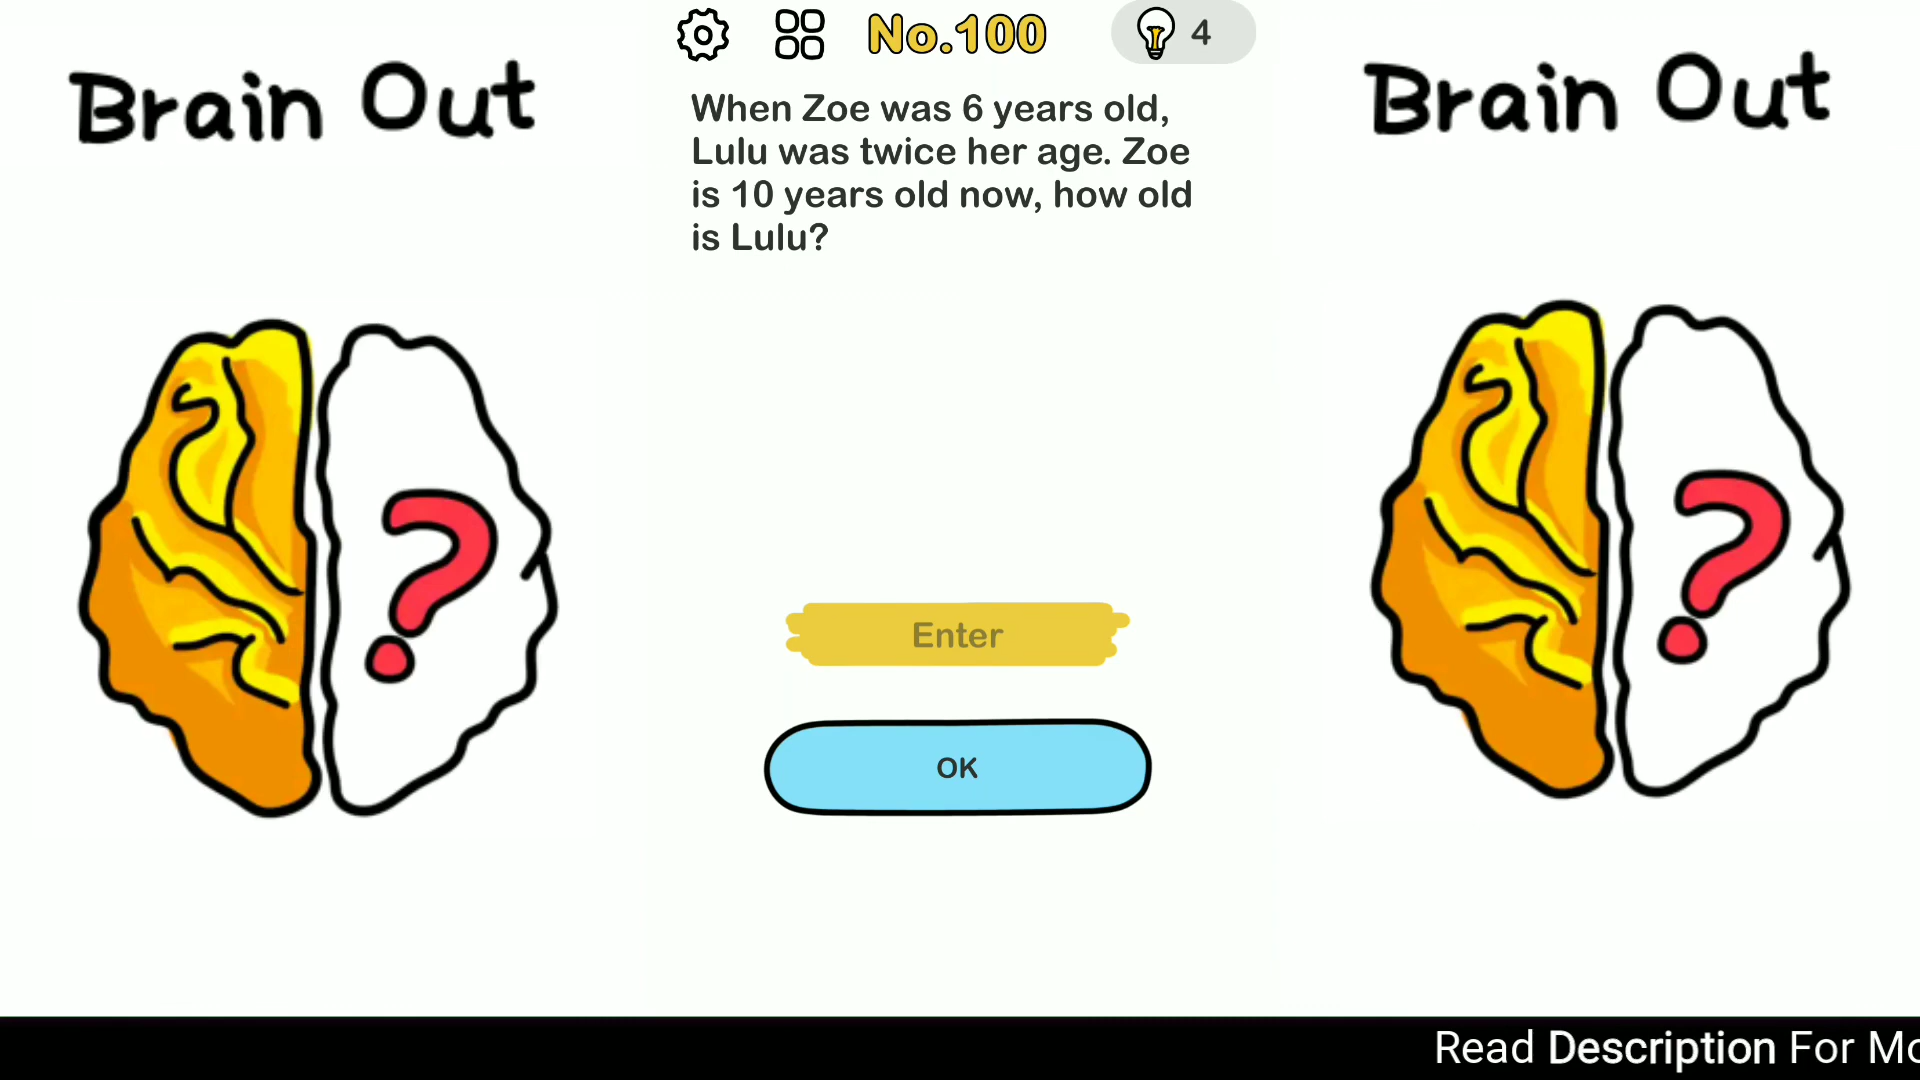 Brain Out
No.100
4
Brain Out
When Zoe was 6 years old,
Lulu was twice her age. Zoe
is 10 years old now, how old
is Lulu?
?
?
Enter
OK
Read Description For Mo